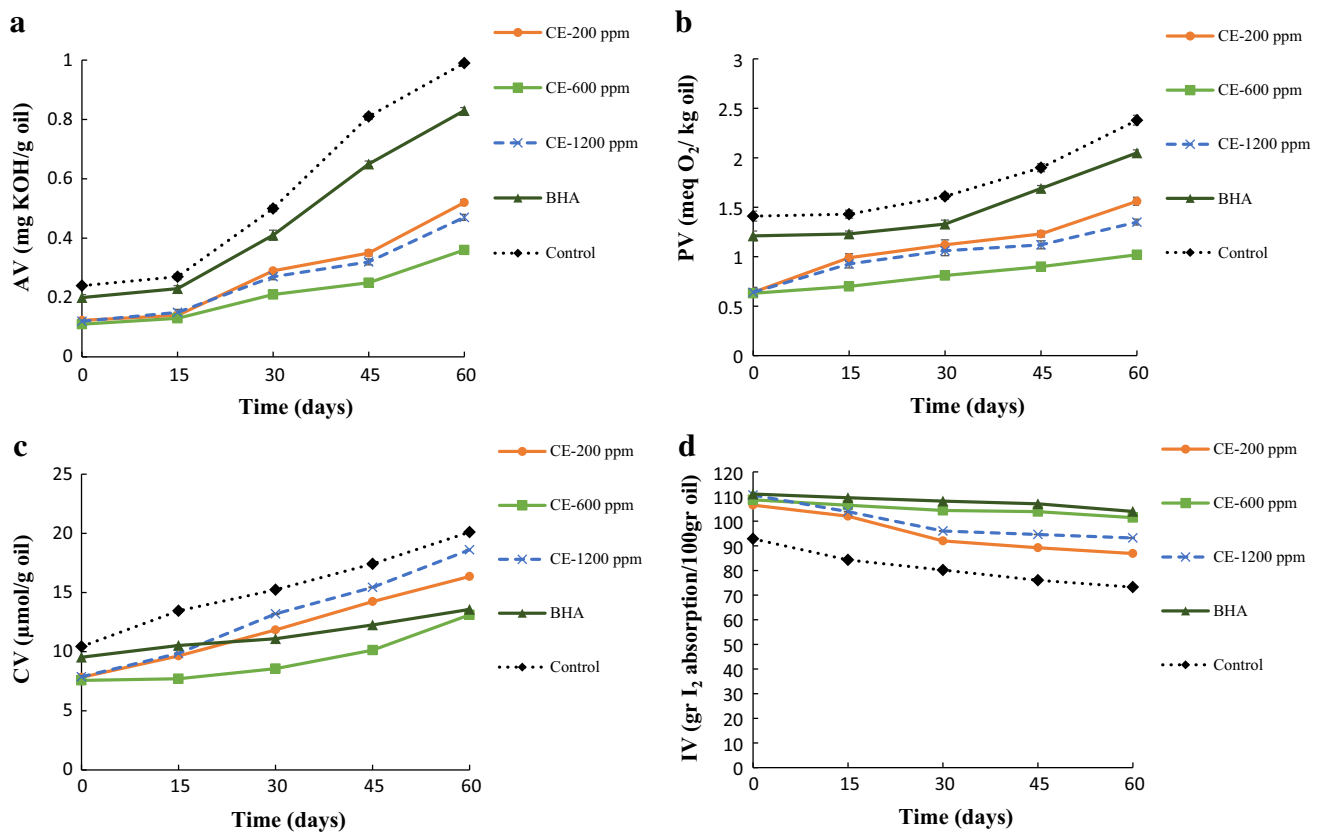 a
CE-200 ppm
CE-600 ppm
CE-1200 ppm
BHA
Control
AV (mg KOH/g oil)
1
0.8
0.6
0.4
0.2
0
0 15 30 45 60
Time (days)
b
CE-200 ppm
CE-600 ppm
CE-1200 ppm
BHA
Control
PV (meq O₂/ kg oil)
3
2.5
2
1.5
1
0.5
0
0 15 30 45 60
Time (days)
c
CE-200 ppm
CE-600 ppm
CE-1200 ppm
BHA
Control
CV (µmol/g oil)
25
20
15
10
5
0
0 15 30 45 60
Time (days)
d
CE-200 ppm
CE-600 ppm
CE-1200 ppm
BHA
Control
IV (gr I₂ absorption/100gr oil)
120
110
100
90
80
70
60
50
40
30
20
10
0
0 15 30 45 60
Time (days)